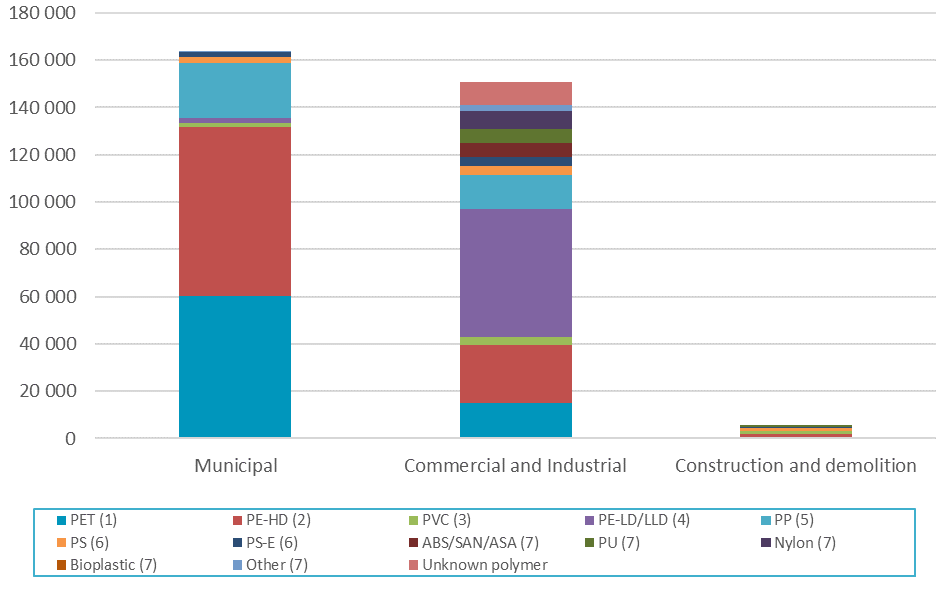 180 000
160 000
140 000
120 000
100 000
80 000
60 000
40 000
20 000
0
Municipal Commercial and Industrial Construction and demolition
PET (1) PE-HD (2) PVC (3) PE-LD/LLD (4) PP (5)
PS (6) PS-E (6) ABS/SAN/ASA (7) PU (7) Nylon (7)
Bioplastic (7) Other (7) Unknown polymer